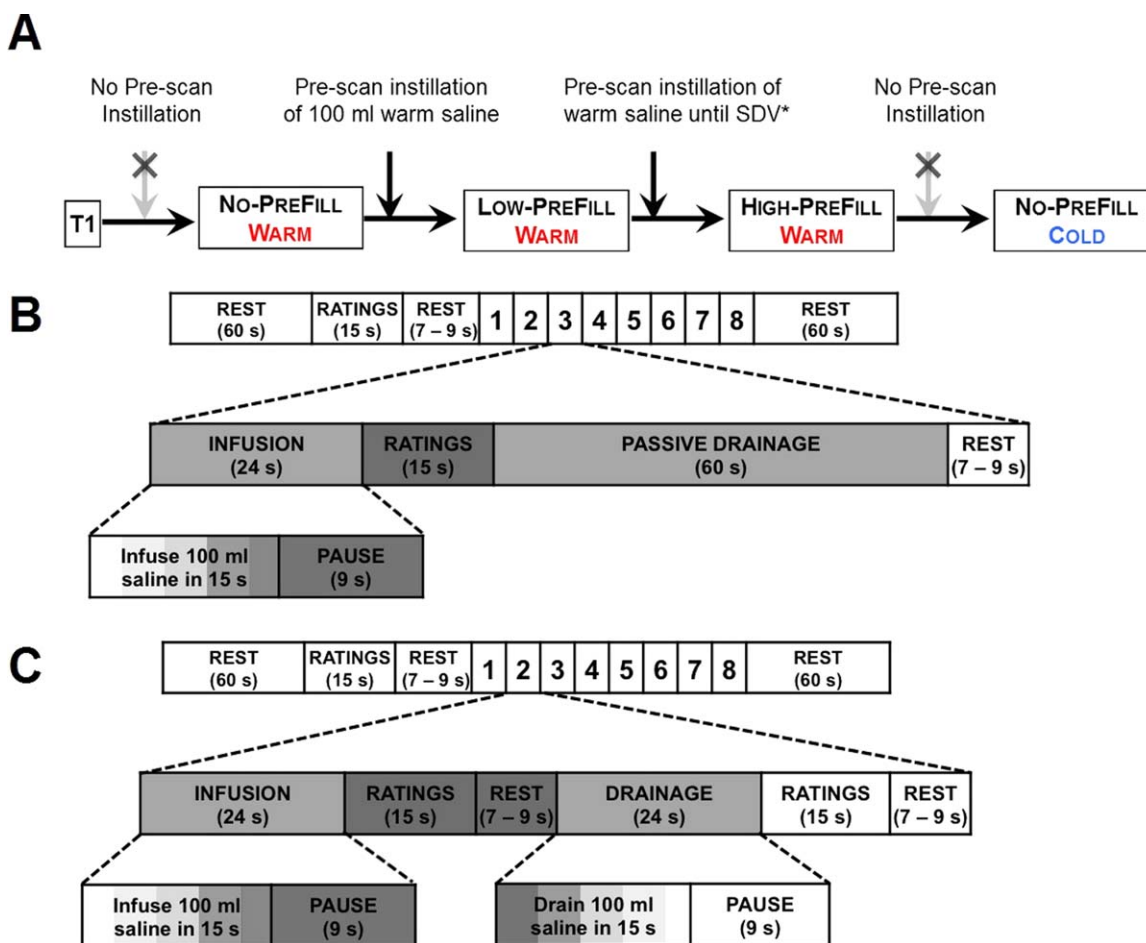 A
No Pre-scan
Instillation
Pre-scan instillation
of 100 ml warm saline
Pre-scan instillation of
warm saline until SDV*
No Pre-scan
Instillation
T1
NO-PREFILL
WARM
LOW-PREFILL
WARM
HIGH-PREFILL
WARM
NO-PREFILL
COLD
B
REST
(60 s)
RATINGS
(15 s)
REST
(7 – 9 s)
1 2 3 4 5 6 7 8
REST
(60 s)
INFUSION
(24 s)
RATINGS
(15 s)
PASSIVE DRAINAGE
(60 s)
REST
(7 – 9 s)
Infuse 100 ml
saline in 15 s
PAUSE
(9 s)
C
REST
(60 s)
RATINGS
(15 s)
REST
(7 – 9 s)
1 2 3 4 5 6 7 8
REST
(60 s)
INFUSION
(24 s)
RATINGS
(15 s)
REST
(7 – 9 s)
DRAINAGE
(24 s)
RATINGS
(15 s)
REST
(7 – 9 s)
Infuse 100 ml
saline in 15 s
PAUSE
(9 s)
Drain 100 ml
saline in 15 s
PAUSE
(9 s)